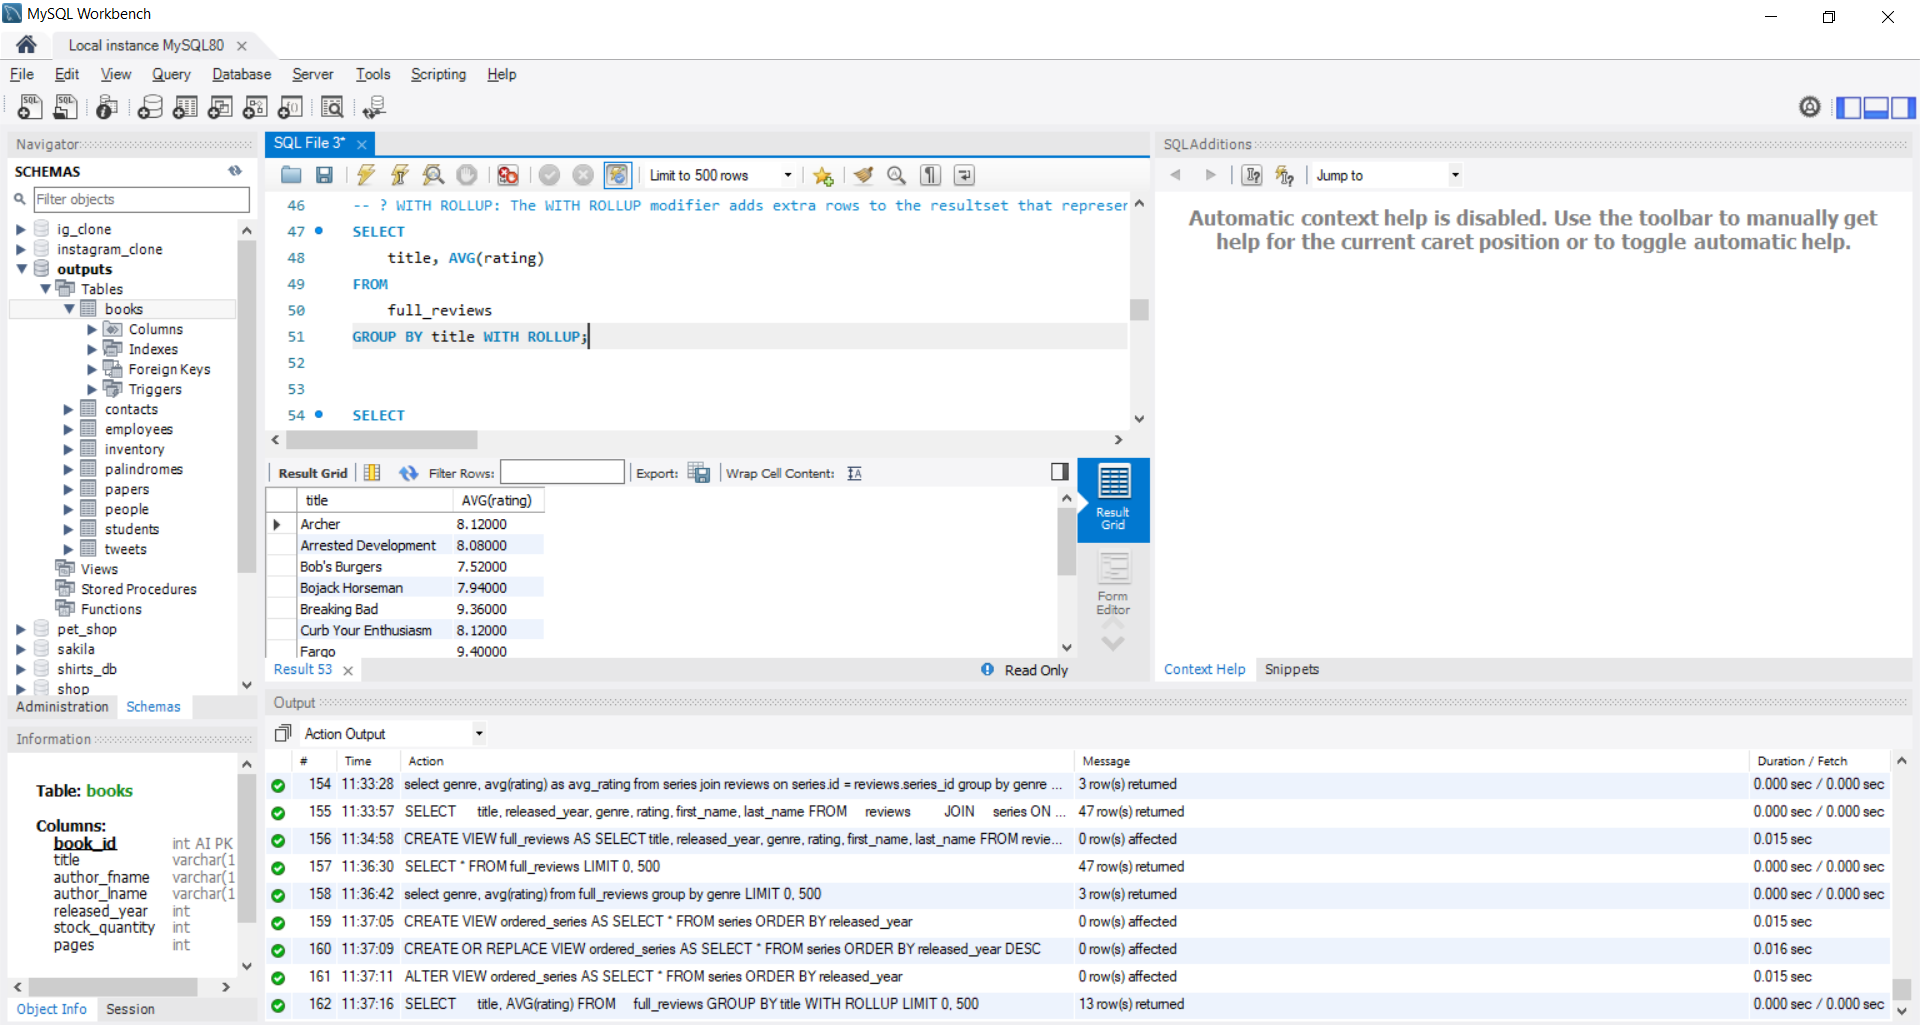 MySQL Workbench
Local instance MySQL80
File Edit View Query Database Server Tools Scripting Help
Navigator
SCHEMAS
Filter objects
ig_clone
instagram_clone
outputs
Tables
books
Columns
Indexes
Foreign Keys
Triggers
contacts
employees
inventory
palindromes
papers
people
students
tweets
Views
Stored Procedures
Functions
pet_shop
sakila
shirts_db
shop
Administration Schemas
Information
Table: books
Columns:
book_id int AI PK
title varchar(1
author_fname varchar(1
author_lname varchar(1
released_year int
stock_quantity int
pages int
Object Info Session
SQL File 3*
Limit to 500 rows
46 -- ? WITH ROLLUP: The WITH ROLLUP modifier adds extra rows to the resultset that represer
47 SELECT
48 title, AVG(rating)
49 FROM
50 full_reviews
51 GROUP BY title WITH ROLLUP;
52
53
54 SELECT
Result Grid Filter Rows: Export: Wrap Cell Content:
title AVG(rating)
Archer 8.12000
Arrested Development 8.08000
Bob's Burgers 7.52000
Bojack Horseman 7.94000
Breaking Bad 9.36000
Curb Your Enthusiasm 8.12000
Fargo 9.40000
Result
Grid
Form
Editor
Result 53 Read Only
SQLAdditions
Jump to
Automatic context help is disabled. Use the toolbar to manually get
help for the current caret position or to toggle automatic help.
Context Help Snippets
Output
Action Output
# Time Action Message Duration / Fetch
154 11:33:28 select genre, avg(rating) as avg_rating from series join reviews on series.id = reviews.series_id group by genre ... 3 row(s) returned 0.000 sec / 0.000 sec
155 11:33:57 SELECT title, released_year, genre, rating, first_name, last_name FROM reviews JOIN series ON ... 47 row(s) returned 0.000 sec / 0.000 sec
156 11:34:58 CREATE VIEW full_reviews AS SELECT title, released_year, genre, rating, first_name, last_name FROM revie... 0 row(s) affected 0.015 sec
157 11:36:30 SELECT * FROM full_reviews LIMIT 0, 500 47 row(s) returned 0.000 sec / 0.000 sec
158 11:36:42 select genre, avg(rating) from full_reviews group by genre LIMIT 0, 500 3 row(s) returned 0.000 sec / 0.000 sec
159 11:37:05 CREATE VIEW ordered_series AS SELECT * FROM series ORDER BY released_year 0 row(s) affected 0.015 sec
160 11:37:09 CREATE OR REPLACE VIEW ordered_series AS SELECT * FROM series ORDER BY released_year DESC 0 row(s) affected 0.016 sec
161 11:37:11 ALTER VIEW ordered_series AS SELECT * FROM series ORDER BY released_year 0 row(s) affected 0.015 sec
162 11:37:16 SELECT title, AVG(rating) FROM full_reviews GROUP BY title WITH ROLLUP LIMIT 0, 500 13 row(s) returned 0.000 sec / 0.000 sec